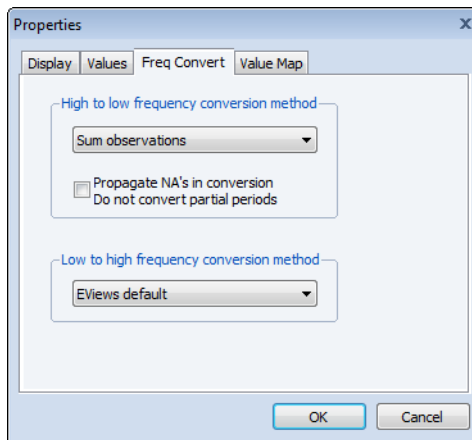 Properties
x
Display Values Freq Convert Value Map
High to low frequency conversion method
Sum observations
Propagate NA's in conversion
Do not convert partial periods
Low to high frequency conversion method
EViews default
OK Cancel